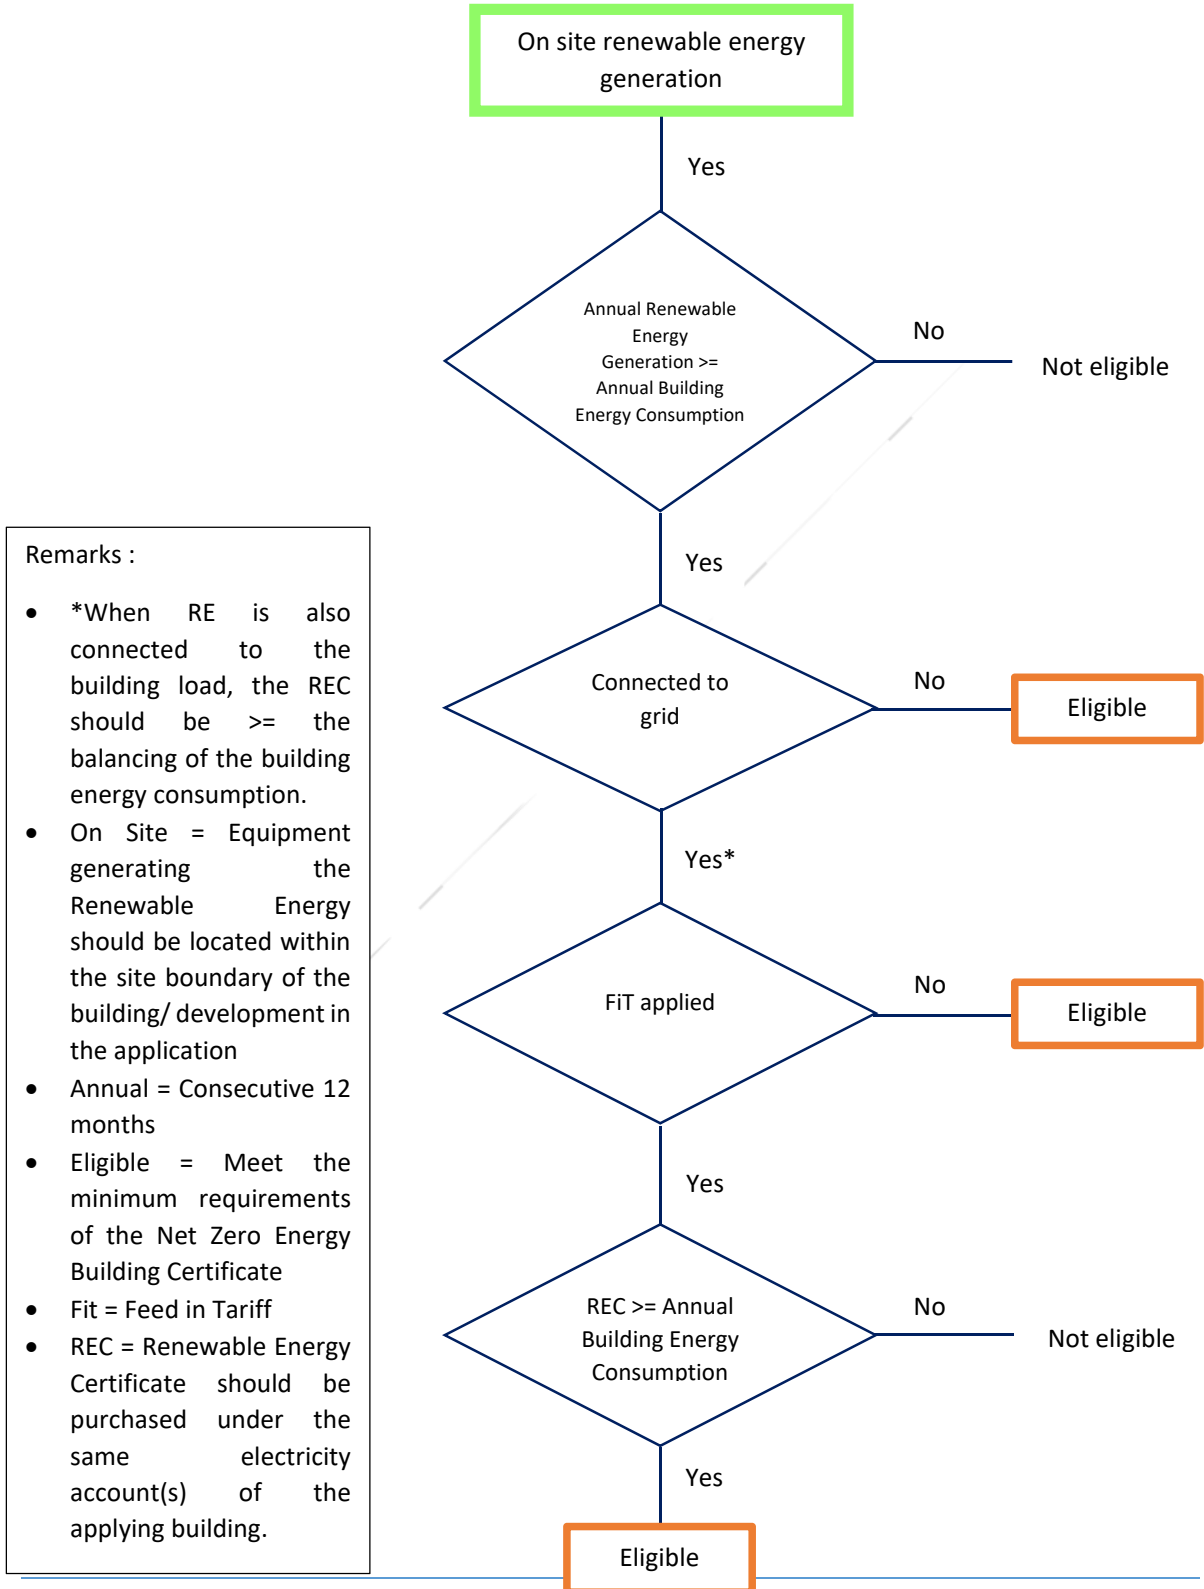 On site renewable energy
generation
Yes
Annual Renewable
Energy
Generation >=
Annual Building
Energy Consumption
No
Not eligible
Yes
Connected to
grid
No
Eligible
Yes*
FiT applied
No
Eligible
Yes
REC >= Annual
Building Energy
Consumption
No
Not eligible
Yes
Eligible
Remarks :
• *When RE is also
connected to the
building load, the REC
should be >= the
balancing of the building
energy consumption.
• On Site = Equipment
generating the
Renewable Energy
should be located within
the site boundary of the
building/ development in
the application
• Annual = Consecutive 12
months
• Eligible = Meet the
minimum requirements
of the Net Zero Energy
Building Certificate
• Fit = Feed in Tariff
• REC = Renewable Energy
Certificate should be
purchased under the
same electricity
account(s) of the
applying building.